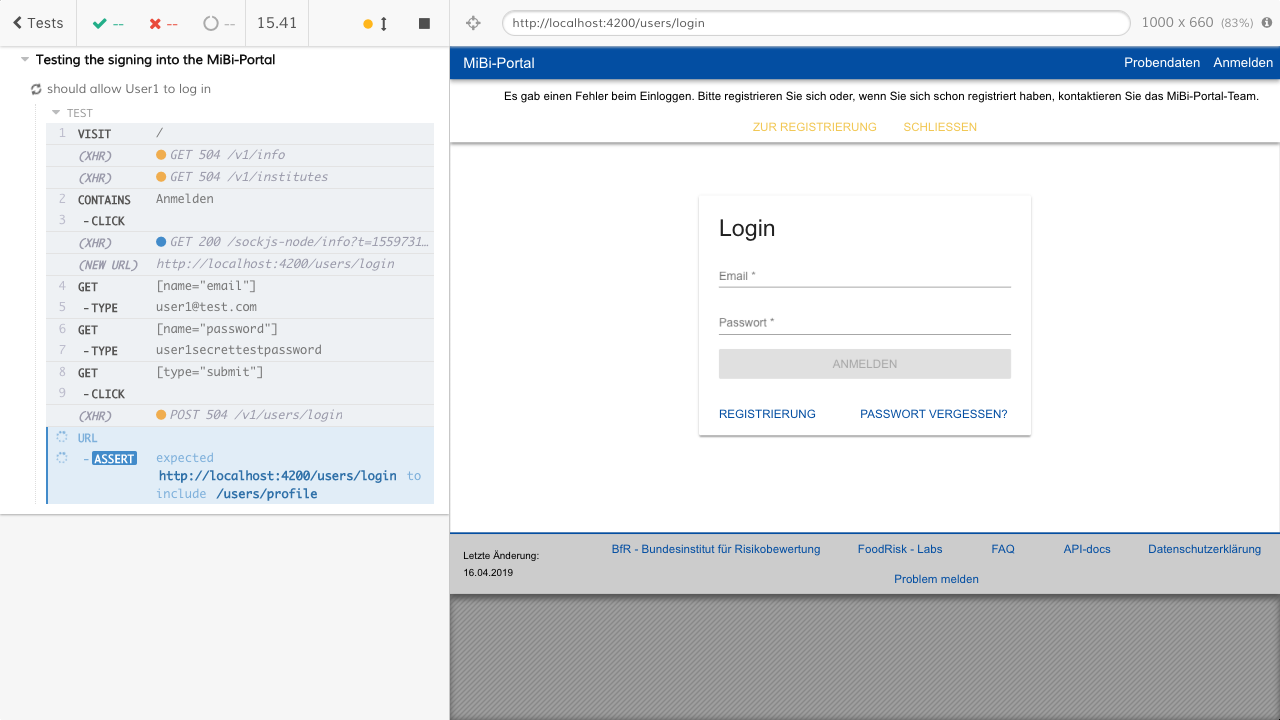 Tests
--
--
--
15.41
http://localhost:4200/users/login
1000 x 660 (83%)
Testing the signing into the MiBi-Portal
should allow User1 to log in
TEST
1 VISIT /
(XHR) GET 504 /v1/info
(XHR) GET 504 /v1/institutes
2 CONTAINS Anmelden
3 -CLICK
(XHR) GET 200 /sockjs-node/info?t=1559731…
(NEW URL) http://localhost:4200/users/login
4 GET [name="email"]
5 -TYPE user1@test.com
6 GET [name="password"]
7 -TYPE user1secrettestpassword
8 GET [type="submit"]
9 -CLICK
(XHR) POST 504 /v1/users/login
URL
-ASSERT expected
http://localhost:4200/users/login to
include /users/profile
MiBi-Portal
Probendaten Anmelden
Es gab einen Fehler beim Einloggen. Bitte registrieren Sie sich oder, wenn Sie sich schon registriert haben, kontaktieren Sie das MiBi-Portal-Team.
ZUR REGISTRIERUNG SCHLIESSEN
Login
Email *
Passwort *
ANMELDEN
REGISTRIERUNG PASSWORT VERGESSEN?
Letzte Änderung:
16.04.2019
BfR - Bundesinstitut für Risikobewertung FoodRisk - Labs FAQ API-docs Datenschutzerklärung
Problem melden